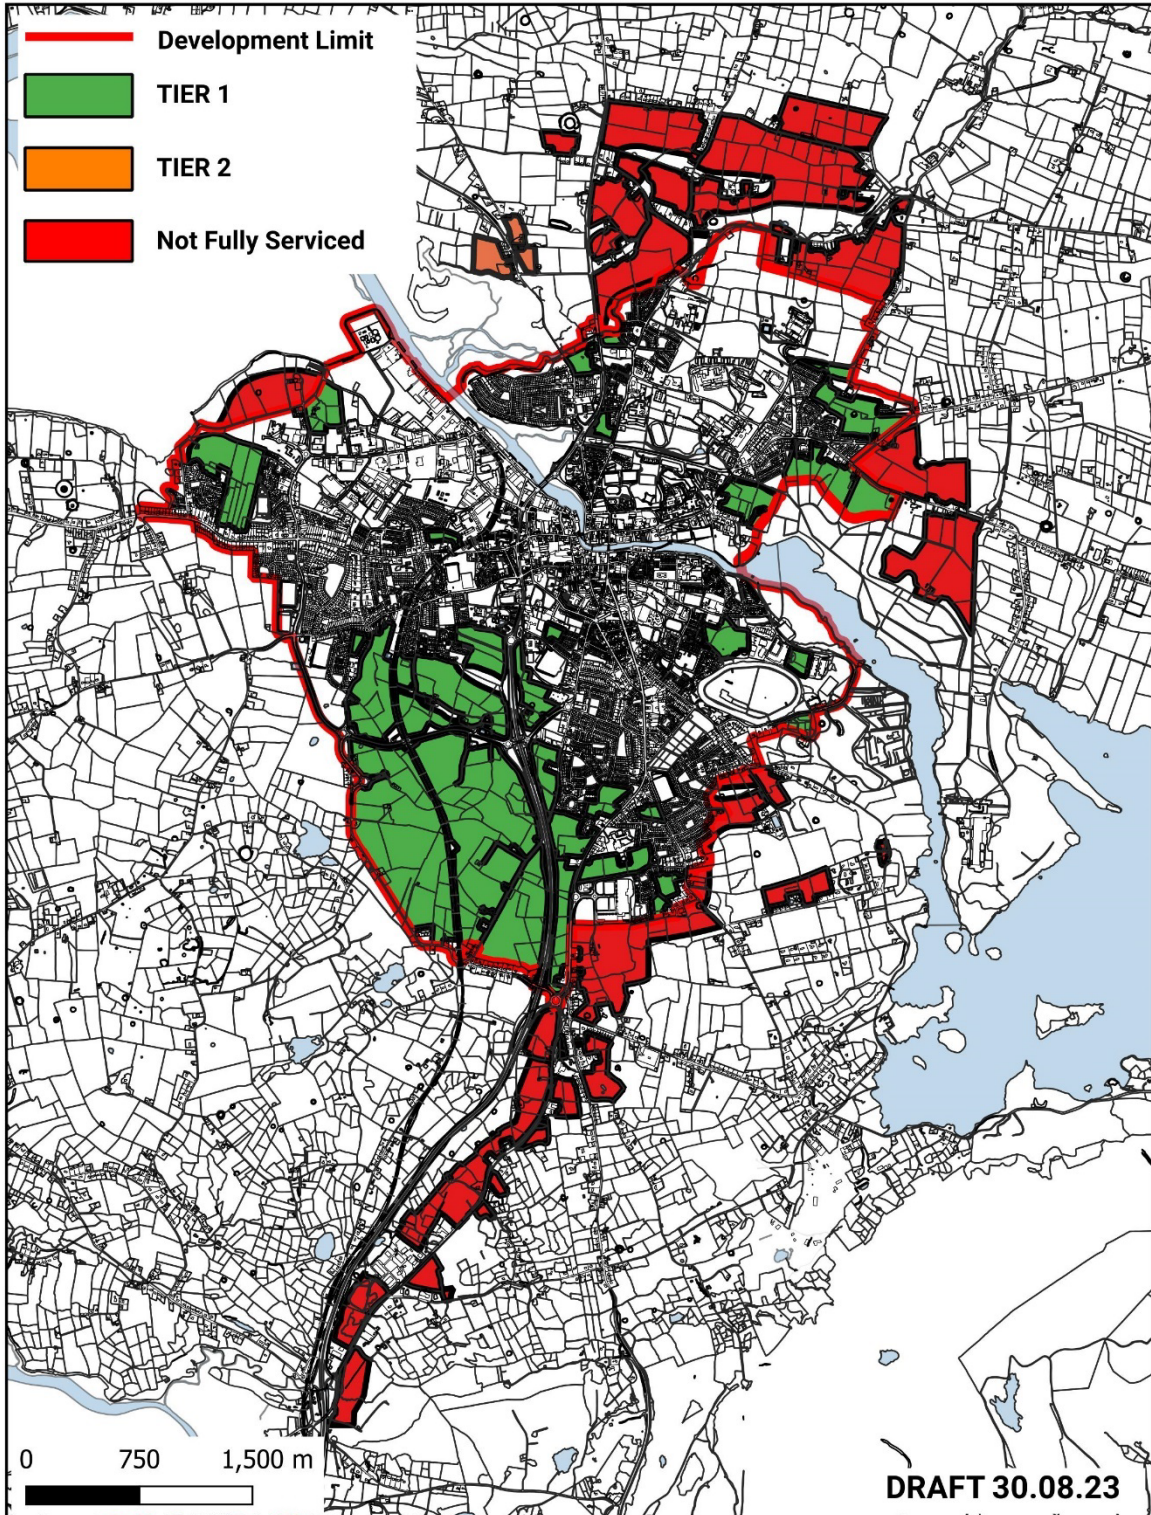 Development Limit
TIER 1
TIER 2
Not Fully Serviced
0 750 1,500 m
DRAFT 30.08.23